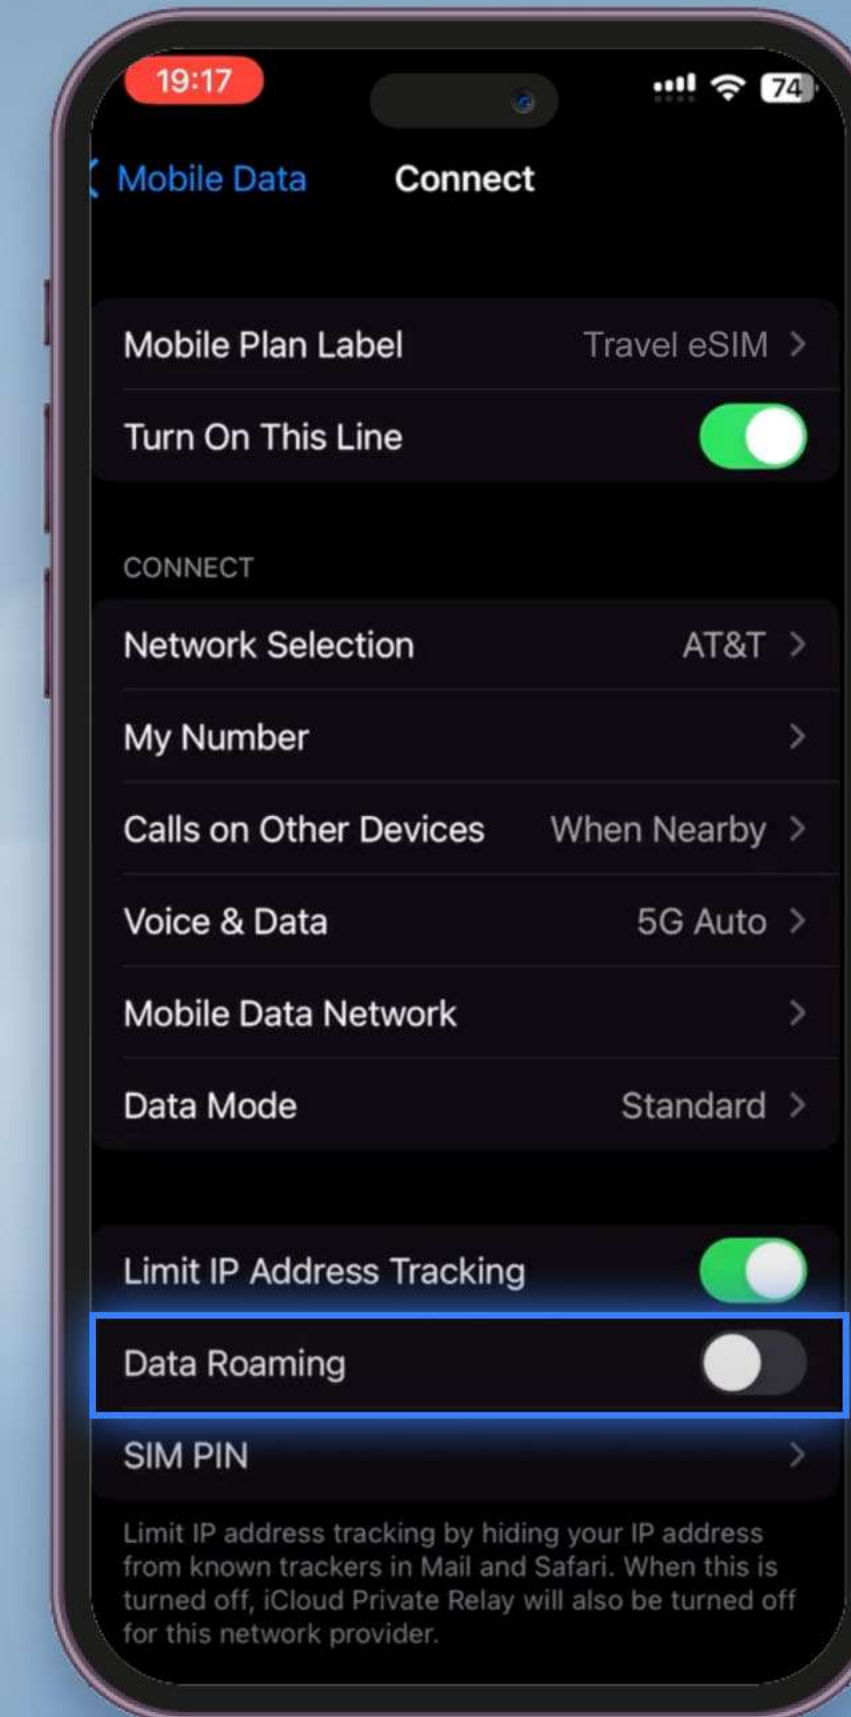 19:17
74
Mobile Data
Connect
Mobile Plan Label
Travel eSIM
Turn On This Line
CONNECT
Network Selection
AT&T
My Number
Calls on Other Devices
When Nearby
Voice & Data
5G Auto
Mobile Data Network
Data Mode
Standard
Limit IP Address Tracking
Data Roaming
SIM PIN
Limit IP address tracking by hiding your IP address
from known trackers in Mail and Safari. When this is
turned off, iCloud Private Relay will also be turned off
for this network provider.